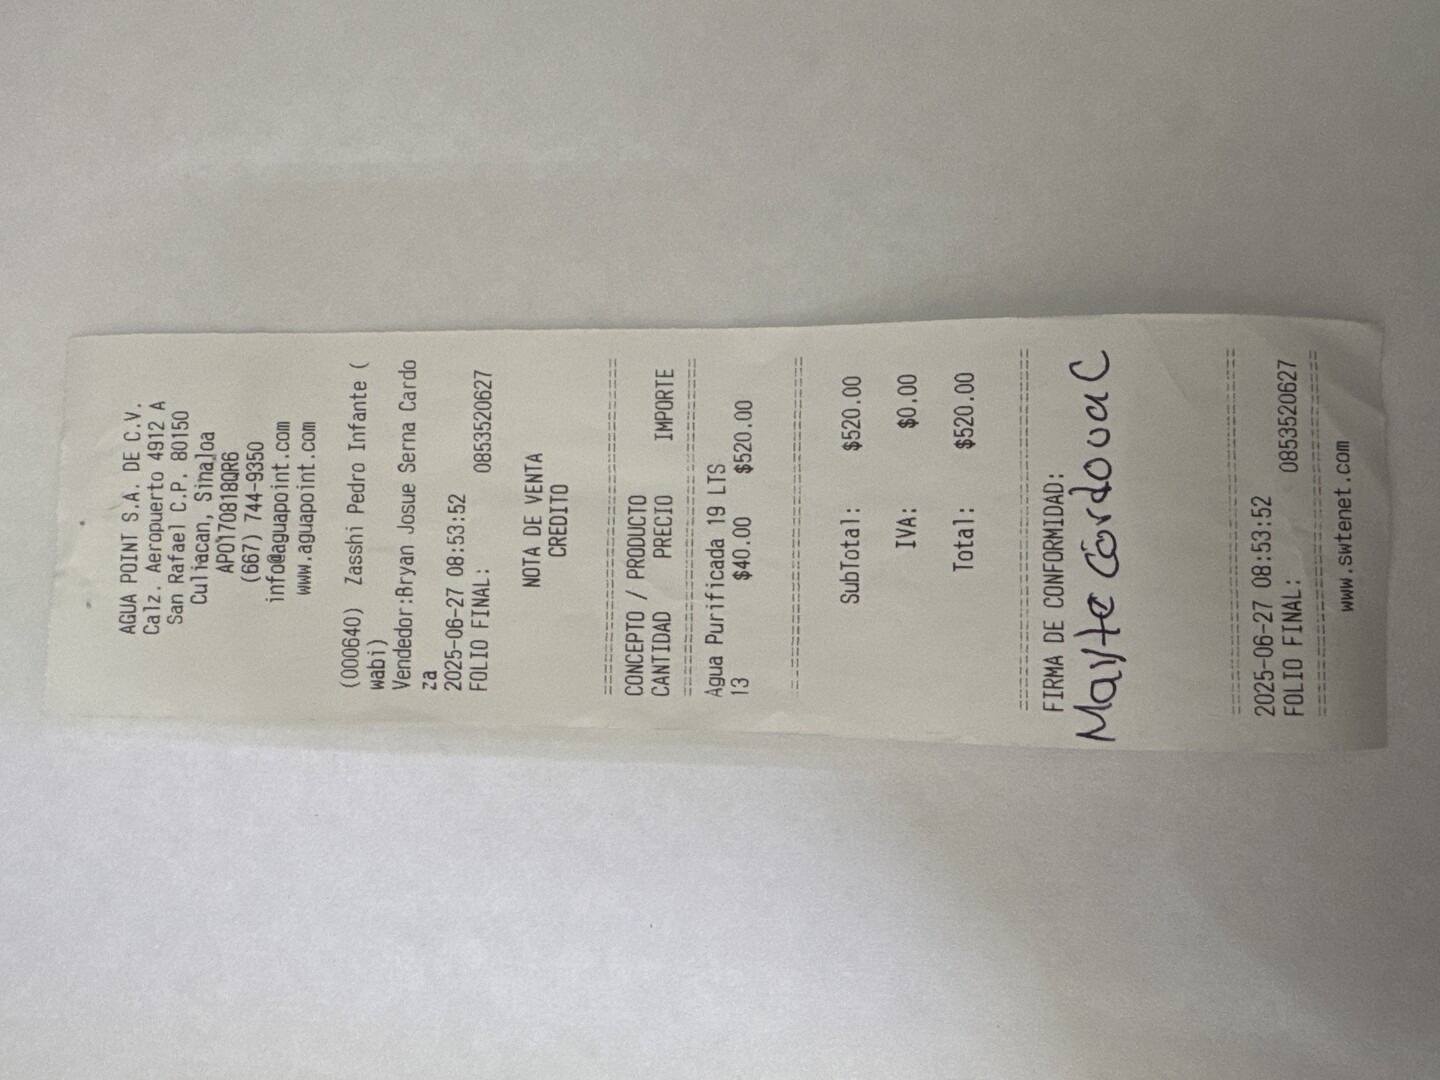 AGUA POINT S.A. DE C.V.
Calz. Aeropuerto 4912 A
San Rafael C.P. 80150
Culiacan, Sinaloa
APO170818QR6
(667) 744-9350
info@aguapoint.com
www.aguapoint.com
(000640) Zasshi Pedro Infante (
wabi)
Vendedor:Bryan Josue Serna Cardo
za
2025-06-27 08:53:52
FOLIO FINAL: 0853520627
NOTA DE VENTA
CREDITO
================================
CONCEPTO / PRODUCTO
CANTIDAD PRECIO IMPORTE
================================
Agua Purificada 19 LTS
13 $40.00 $520.00
================================
SubTotal: $520.00
IVA: $0.00
Total: $520.00
================================
FIRMA DE CONFORMIDAD:
Mayte Cordova C
================================
2025-06-27 08:53:52
FOLIO FINAL: 0853520627
================================
www.swtenet.com